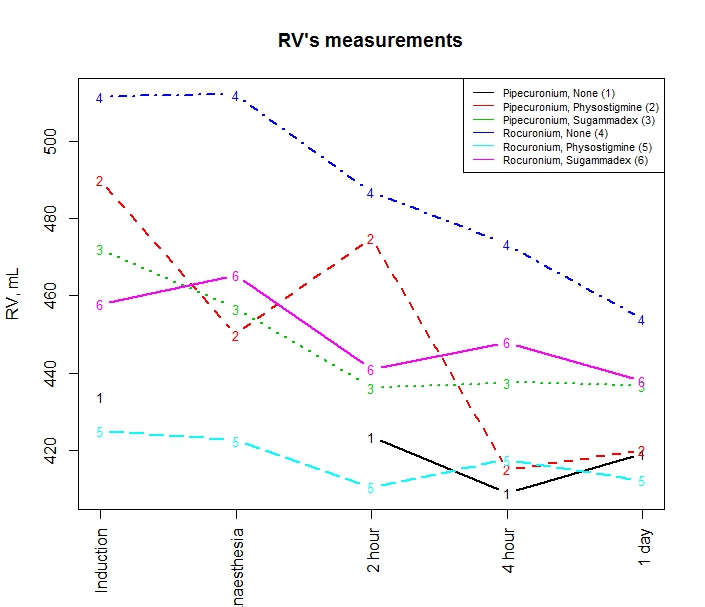 RV's measurements
Pipecuronium, None (1)
Pipecuronium, Physostigmine (2)
Pipecuronium, Sugammadex (3)
Rocuronium, None (4)
Rocuronium, Physostigmine (5)
Rocuronium, Sugammadex (6)
RV, mL
500
480
460
440
420
4 4 4 4 4
2 2 2 2 2
3 3 3 3 3
6 6 6 6 6
1 1 1 1
5 5 5 5 5
Induction
naesthesia
2 hour
4 hour
1 day